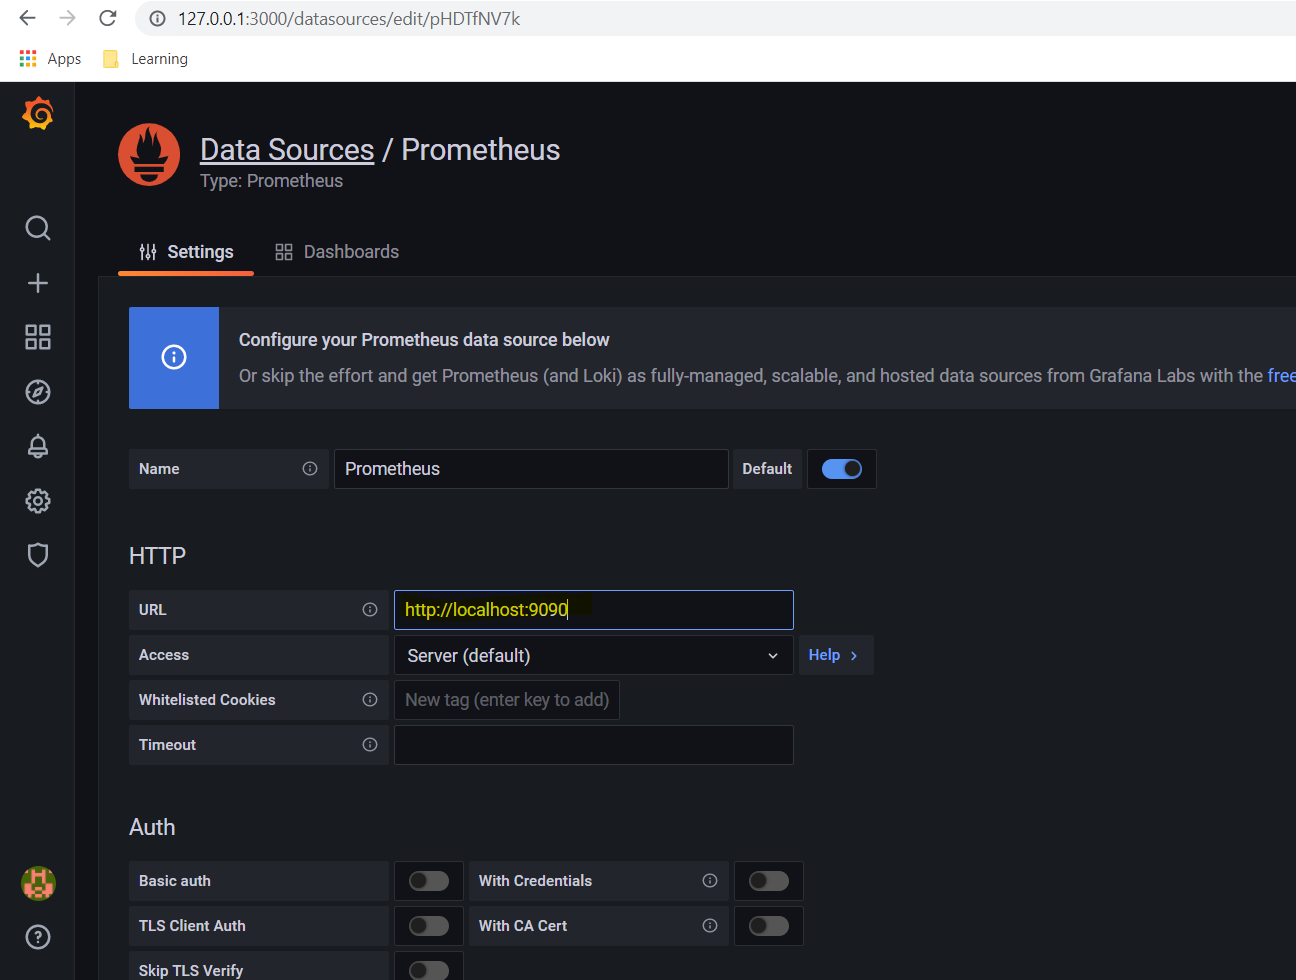 127.0.0.1:3000/datasources/edit/pHDTfNV7k
Apps Learning
Data Sources / Prometheus
Type: Prometheus
Settings Dashboards
Configure your Prometheus data source below
Or skip the effort and get Prometheus (and Loki) as fully-managed, scalable, and hosted data sources from Grafana Labs with the free
Name Prometheus Default
HTTP
URL http://localhost:9090
Access Server (default) Help
Whitelisted Cookies New tag (enter key to add)
Timeout
Auth
Basic auth With Credentials
TLS Client Auth With CA Cert
Skip TLS Verify